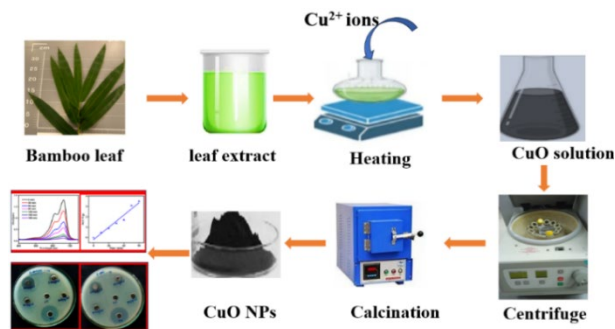 Cu²⁺ ions
Bamboo leaf
leaf extract
Heating
CuO solution
CuO NPs
Calcination
Centrifuge